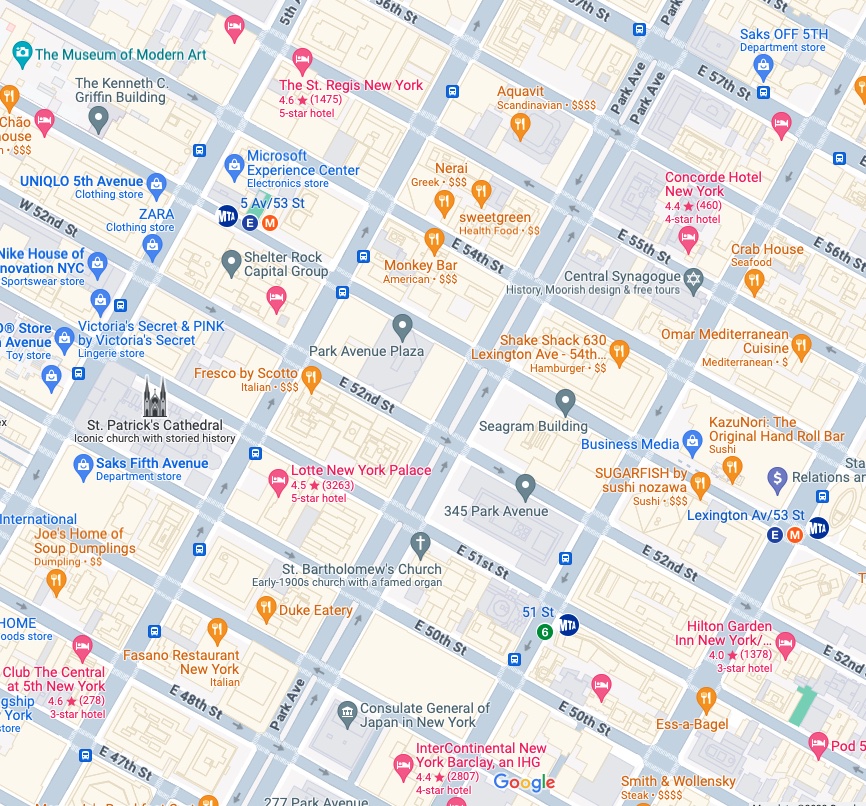 56th St
57th St
5th
Park
Saks OFF 5TH
Department store
The Museum of Modern Art
The St. Regis New York
4.6 ★ (1475)
5-star hotel
The Kenneth C.
Griffin Building
Park Ave
Park Ave
E 57th St
Aquavit
Scandinavian • $$$$
Chão
house
• $$$
Microsoft
Experience Center
Electronics store
Nerai
Greek • $$$
Concorde Hotel
New York
4.4 ★ (460)
4-star hotel
UNIQLO 5th Avenue
Clothing store
W 52nd St
5 Av/53 St
MTA
E
M
sweetgreen
Health Food • $$
ZARA
Clothing store
E 54th St
E 55th St
E 56th St
Crab House
Seafood
Nike House of
novation NYC
Sportswear store
Shelter Rock
Capital Group
Monkey Bar
American • $$$
Central Synagogue
History, Moorish design & free tours
® Store
Avenue
Toy store
Victoria's Secret & PINK
by Victoria's Secret
Lingerie store
Park Avenue Plaza
Shake Shack 630
Lexington Ave - 54th...
Hamburger • $$
Omar Mediterranean
Cuisine
Mediterranean • $
Fresco by Scotto
Italian • $$$
E 52nd St
St. Patrick's Cathedral
Iconic church with storied history
Seagram Building
KazuNori: The
Original Hand Roll Bar
Sushi
Business Media
Saks Fifth Avenue
Department store
Lotte New York Palace
4.5 ★ (3263)
5-star hotel
SUGARFISH by
sushi nozawa
Sushi • $$$
$
Relations
345 Park Avenue
Lexington Av/53 St
E
M
MTA
International
Joe's Home of
Soup Dumplings
Dumpling • $$
E 51st St
E 52nd St
St. Bartholomew's Church
Early-1900s church with a famed organ
Duke Eatery
51 St
6
MTA
HOME
oods store
E 50th St
Hilton Garden
Inn New York/...
4.0 ★ (1378)
3-star hotel
E 52nd
Fasano Restaurant
New York
Italian
Club The Central
at 5th New York
4.6 ★ (278)
3-star hotel
gship
York
store
E 48th St
Park Ave
Consulate General of
Japan in New York
E 50th St
Ess-a-Bagel
E 47th St
InterContinental New
York Barclay, an IHG
4.4 ★ (2807)
4-star hotel
Pod 5
Google
Smith & Wollensky
Steak • $$$$
277 Park Avenue